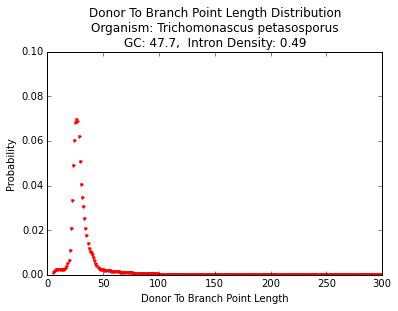 Donor To Branch Point Length Distribution
Organism: Trichomonascus petasosporus
GC: 47.7,  Intron Density: 0.49
0.10
0.08
0.06
0.04
0.02
0.00
Probability
0 50 100 150 200 250 300
Donor To Branch Point Length